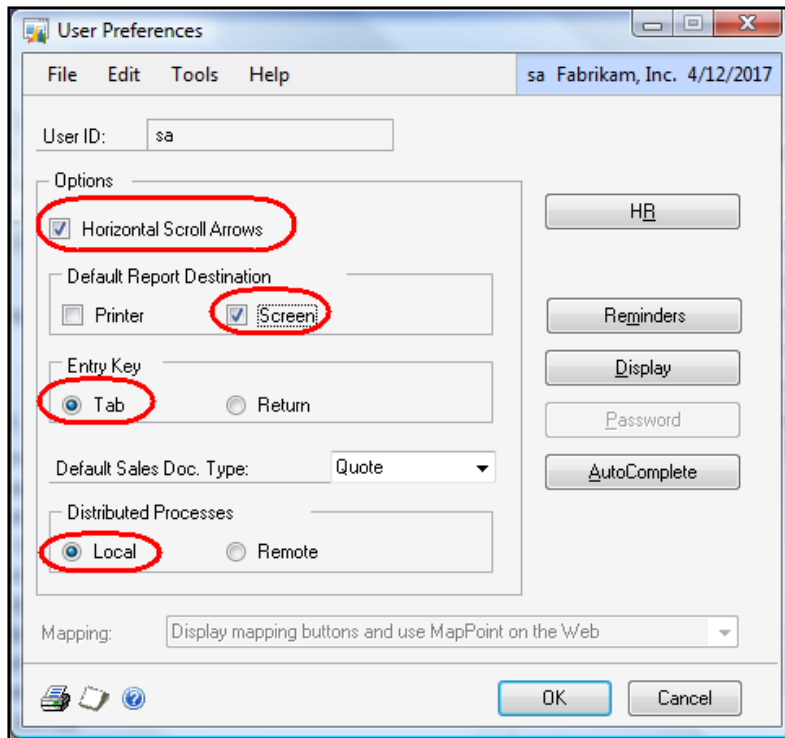 User Preferences
File Edit Tools Help sa Fabrikam, Inc. 4/12/2017
User ID: sa
Options
HR
Horizontal Scroll Arrows
Default Report Destination
Printer Screen
Reminders
Entry Key
Display
Tab Return
Password
Default Sales Doc. Type: Quote
AutoComplete
Distributed Processes
Local Remote
Mapping: Display mapping buttons and use MapPoint on the Web
OK Cancel